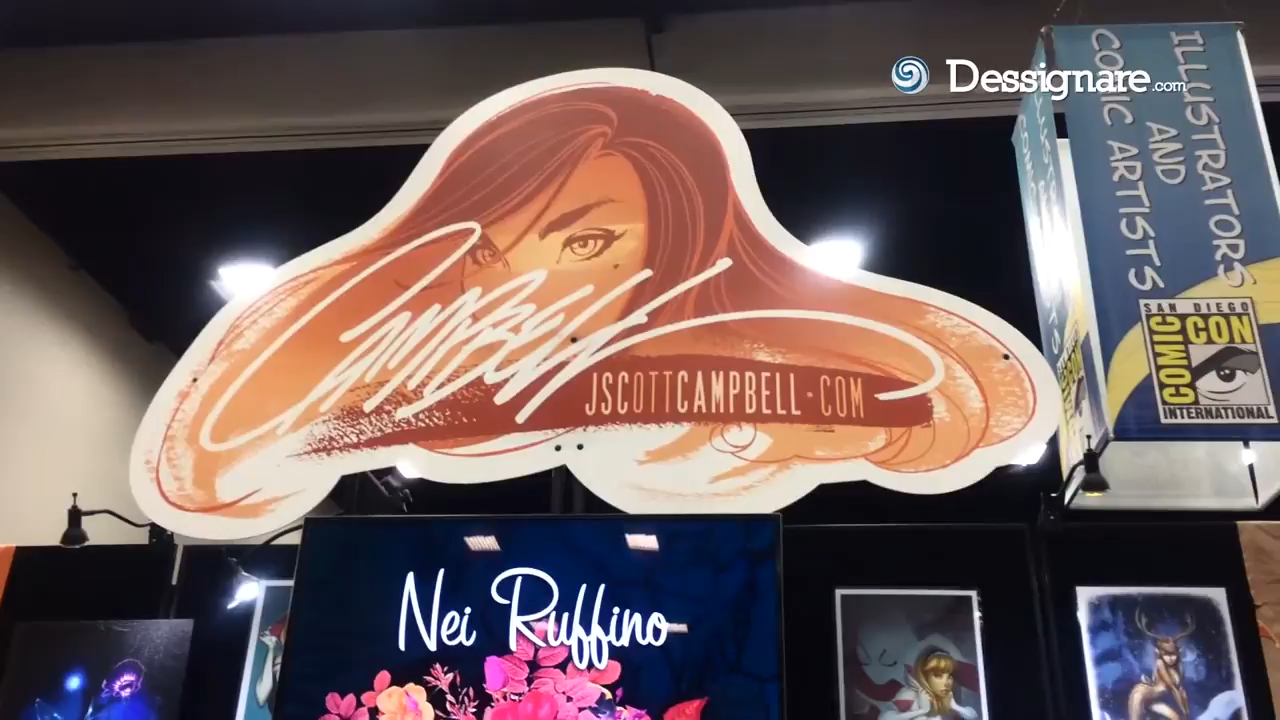 Dessignare.com
ILLUSTRATORS
AND
COMIC ARTISTS
SAN DIEGO
COMIC CON
INTERNATIONAL
CAMPBELL
JSCOTTCAMPBELL·COM
Nei Ruffino